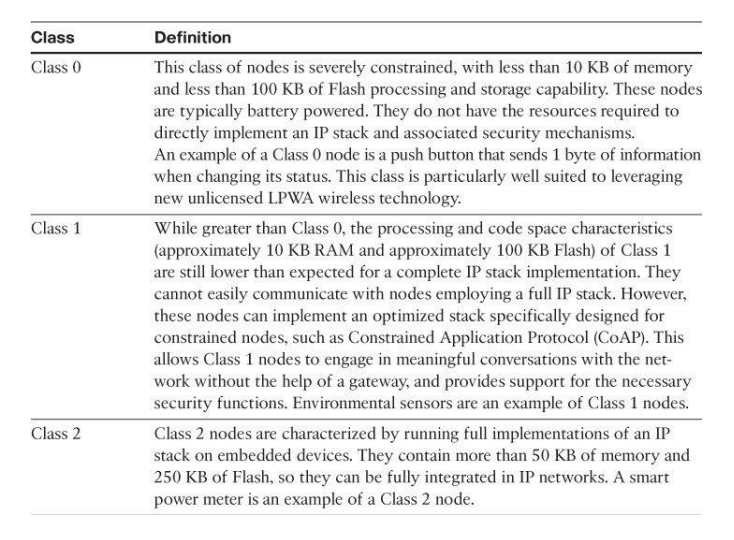 Class Definition
Class 0 This class of nodes is severely constrained, with less than 10 KB of memory
and less than 100 KB of Flash processing and storage capability. These nodes
are typically battery powered. They do not have the resources required to
directly implement an IP stack and associated security mechanisms.
An example of a Class 0 node is a push button that sends 1 byte of information
when changing its status. This class is particularly well suited to leveraging
new unlicensed LPWA wireless technology.
Class 1 While greater than Class 0, the processing and code space characteristics
(approximately 10 KB RAM and approximately 100 KB Flash) of Class 1
are still lower than expected for a complete IP stack implementation. They
cannot easily communicate with nodes employing a full IP stack. However,
these nodes can implement an optimized stack specifically designed for
constrained nodes, such as Constrained Application Protocol (CoAP). This
allows Class 1 nodes to engage in meaningful conversations with the net-
work without the help of a gateway, and provides support for the necessary
security functions. Environmental sensors are an example of Class 1 nodes.
Class 2 Class 2 nodes are characterized by running full implementations of an IP
stack on embedded devices. They contain more than 50 KB of memory and
250 KB of Flash, so they can be fully integrated in IP networks. A smart
power meter is an example of a Class 2 node.